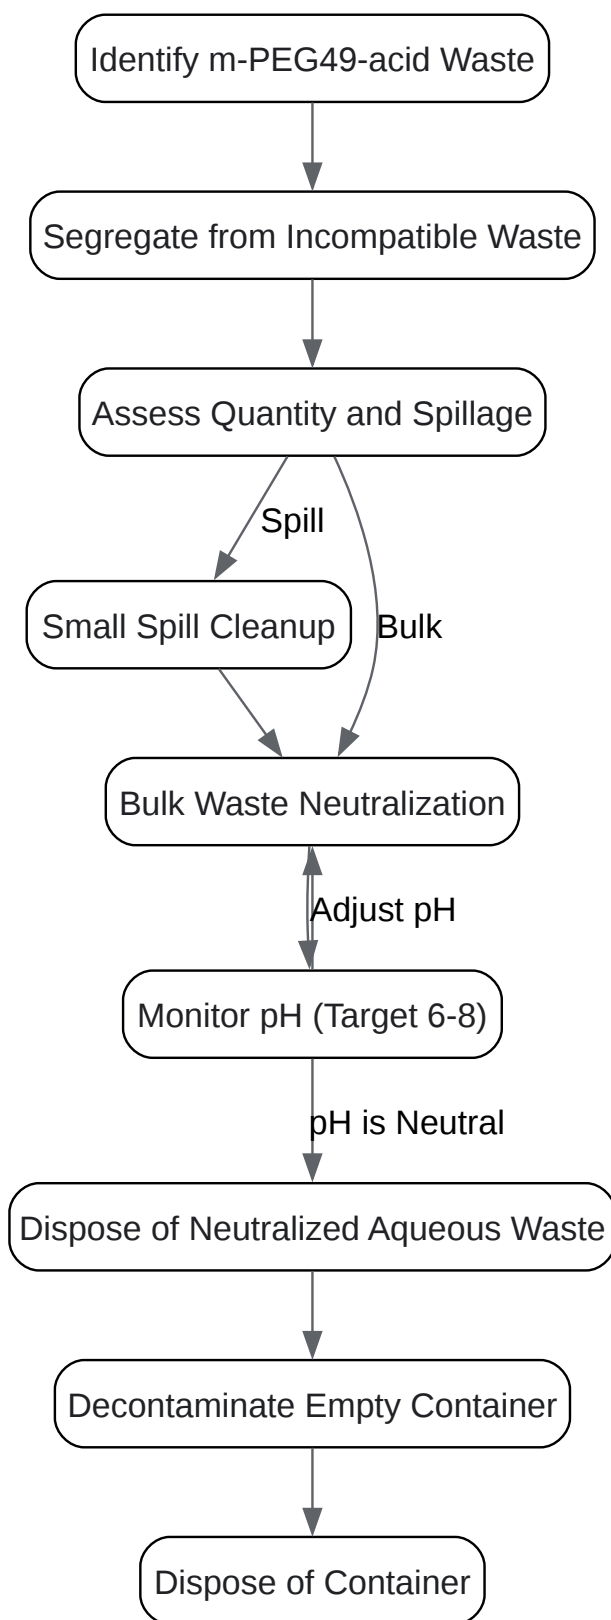 Identify m-PEG49-acid Waste
Segregate from Incompatible Waste
Assess Quantity and Spillage
Spill
Small Spill Cleanup
Bulk
Bulk Waste Neutralization
Adjust pH
Monitor pH (Target 6-8)
pH is Neutral
Dispose of Neutralized Aqueous Waste
Decontaminate Empty Container
Dispose of Container